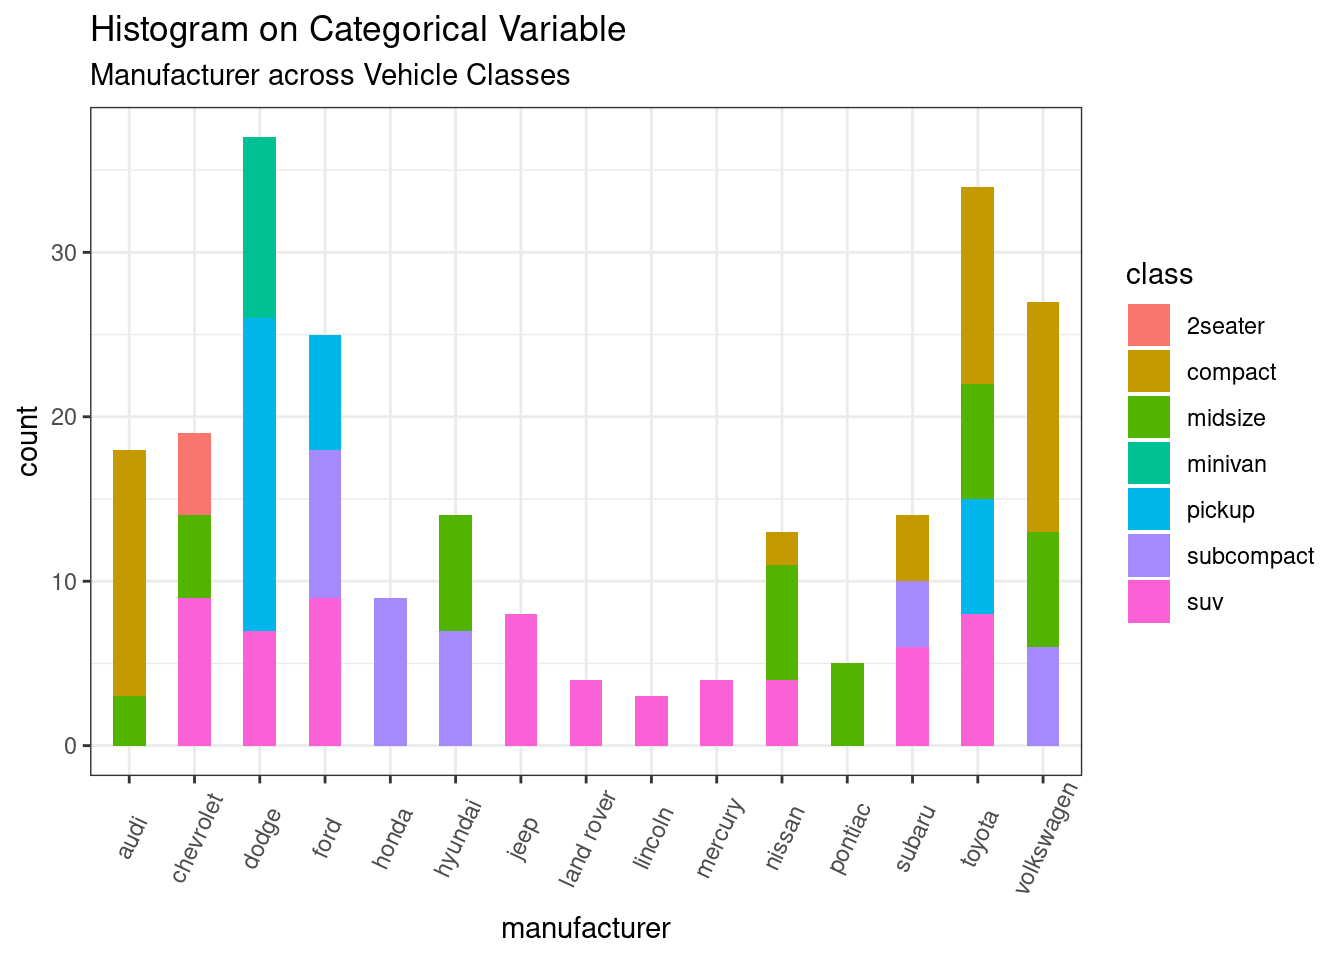 Histogram on Categorical Variable
Manufacturer across Vehicle Classes
count
30
20
10
0
audi
chevrolet
dodge
ford
honda
hyundai
jeep
land rover
lincoln
mercury
nissan
pontiac
subaru
toyota
volkswagen
manufacturer
class
2seater
compact
midsize
minivan
pickup
subcompact
suv